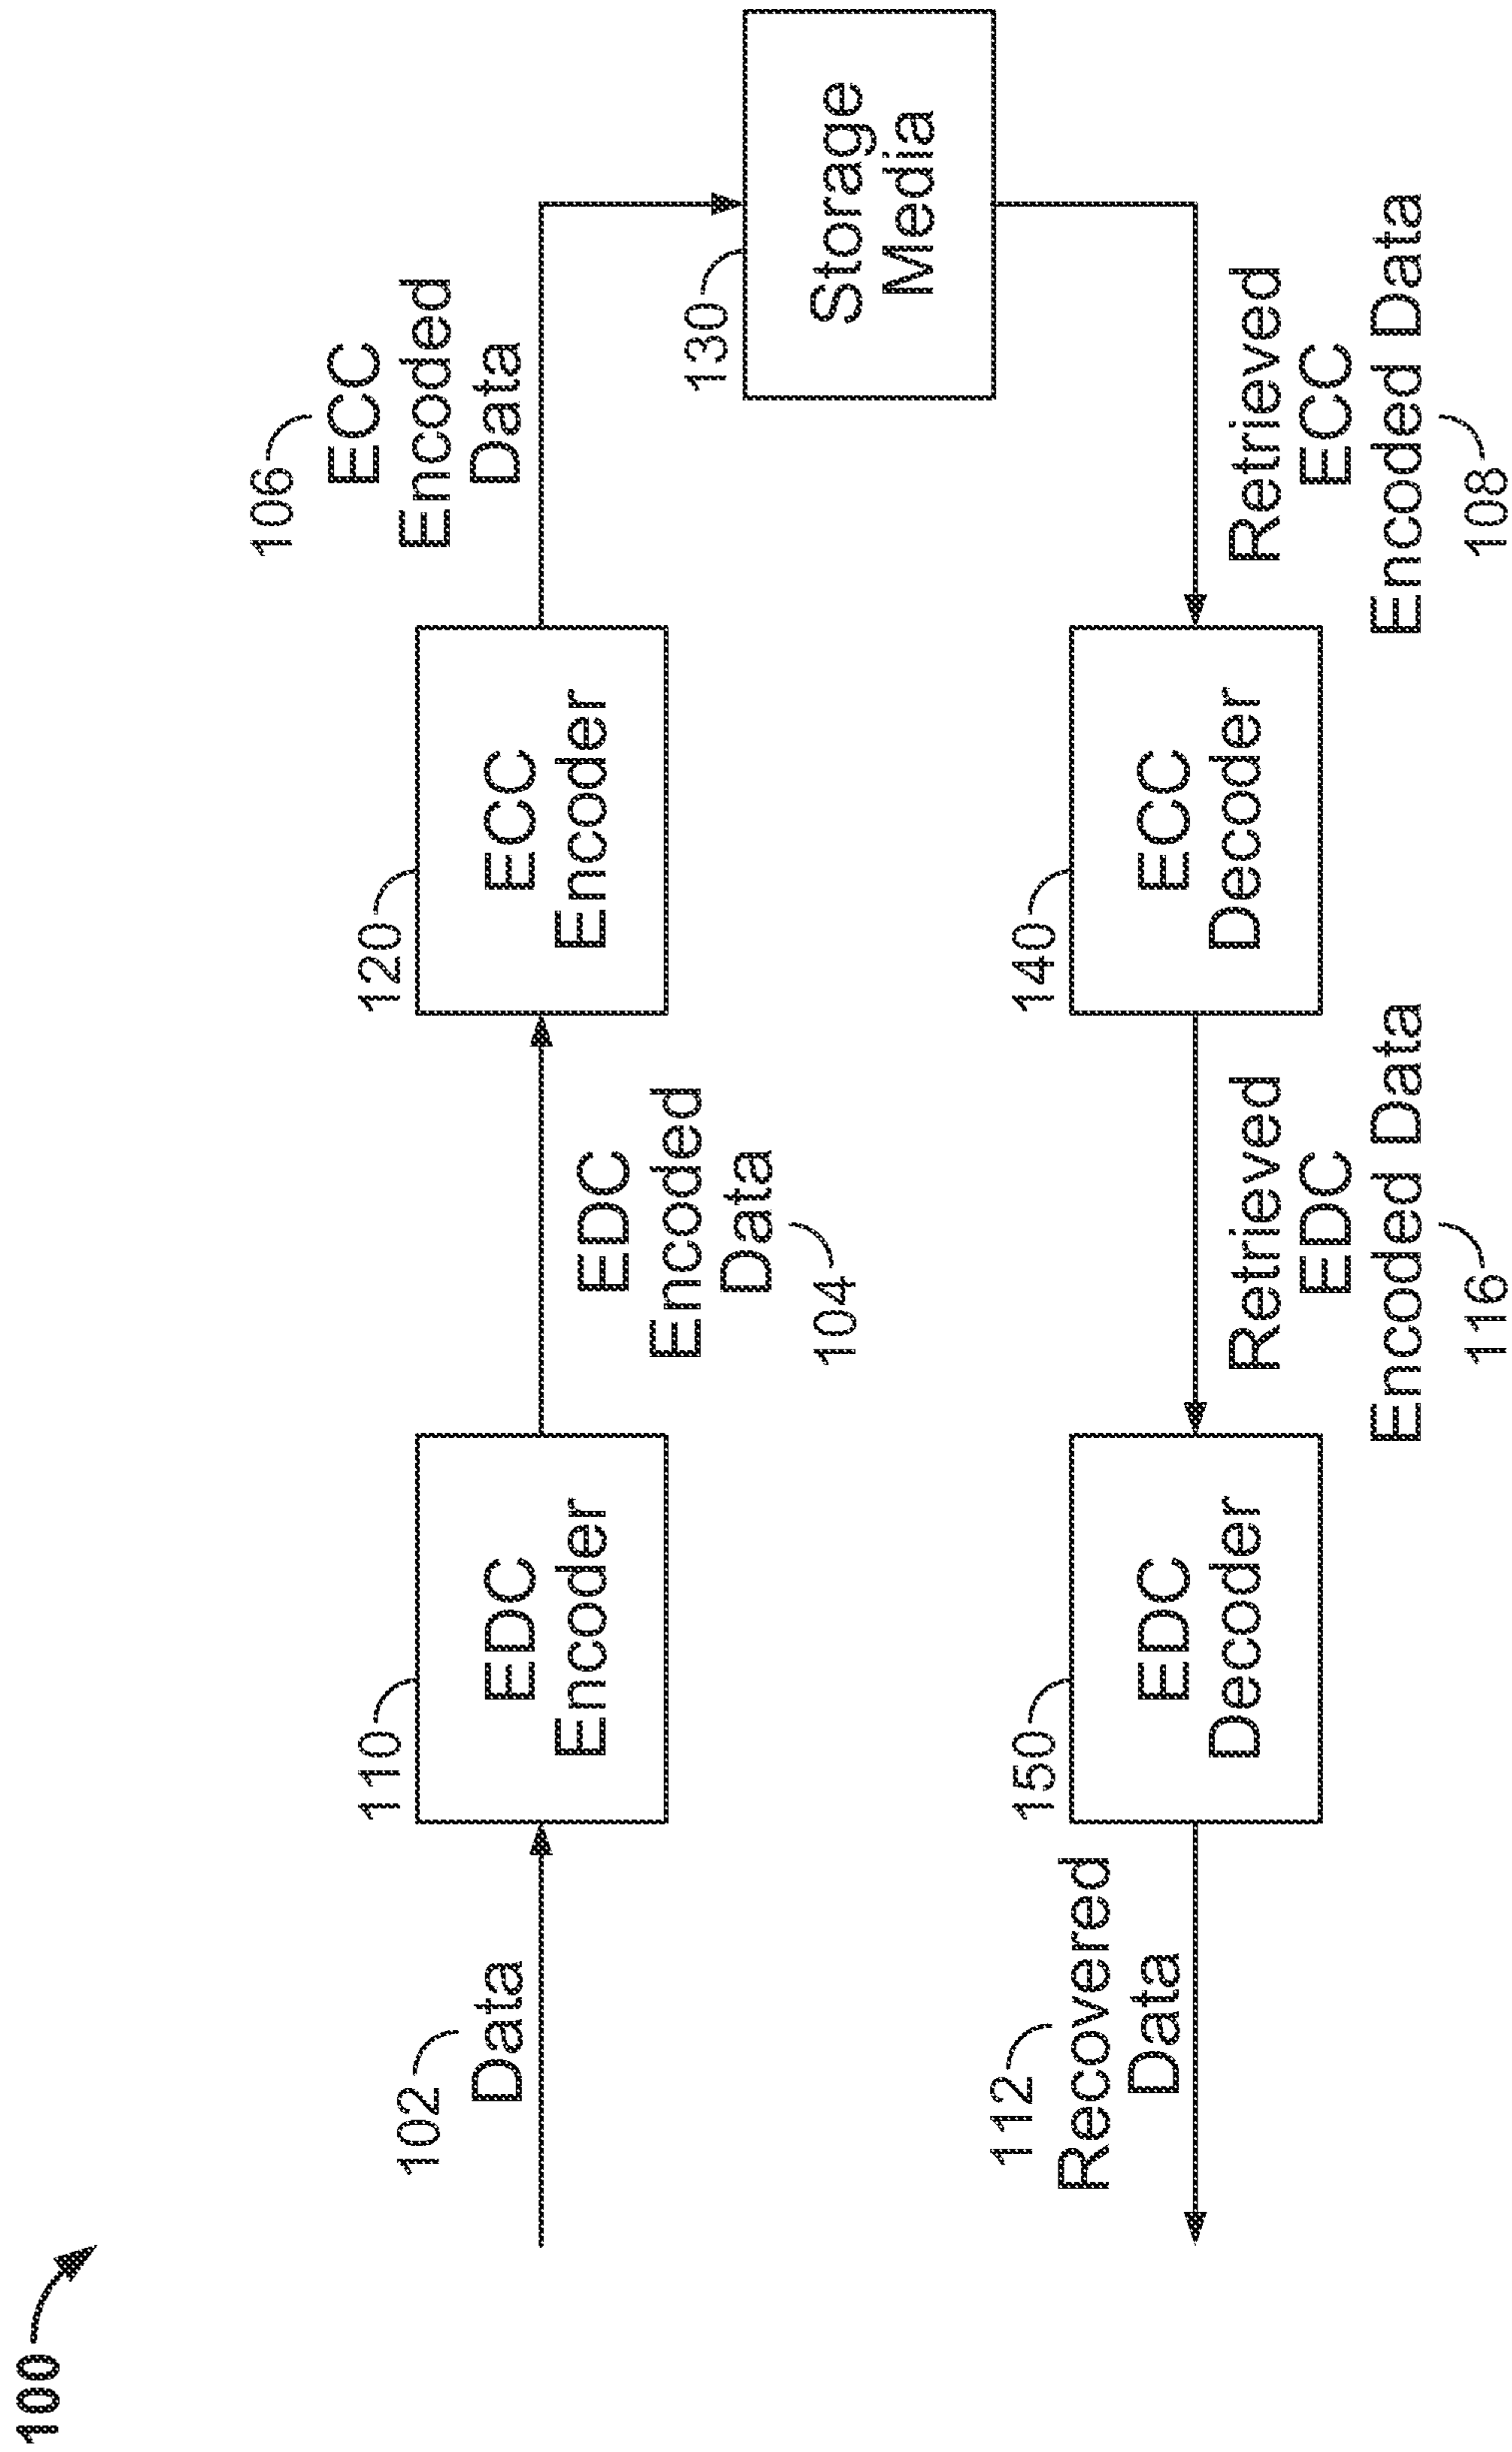 100
102
Data
110
EDC
Encoder
EDC
Encoded
Data
104
120
ECC
Encoder
106
ECC
Encoded
Data
130
Storage
Media
Retrieved
ECC
Encoded Data
108
140
ECC
Decoder
Retrieved
EDC
Encoded Data
116
150
EDC
Decoder
112
Recovered
Data